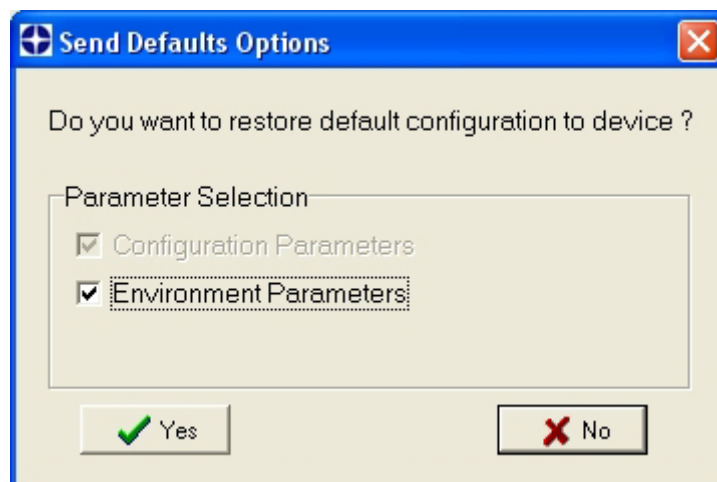 Send Defaults Options
Do you want to restore default configuration to device ?
Parameter Selection
Configuration Parameters
Environment Parameters
Yes
No